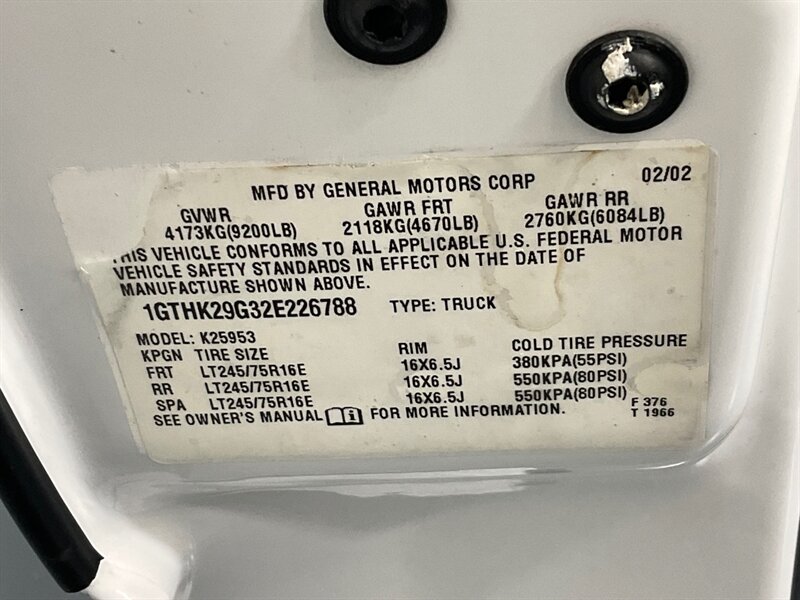 MFD BY GENERAL MOTORS CORP 02/02
GVWR GAWR FRT GAWR RR
4173KG(9200LB) 2118KG(4670LB) 2760KG(6084LB)
THIS VEHICLE CONFORMS TO ALL APPLICABLE U.S. FEDERAL MOTOR
VEHICLE SAFETY STANDARDS IN EFFECT ON THE DATE OF
MANUFACTURE SHOWN ABOVE.
1GTHK29G32E226788 TYPE: TRUCK
MODEL: K25953
KPGN TIRE SIZE RIM COLD TIRE PRESSURE
FRT LT245/75R16E 16X6.5J 380KPA(55PSI)
RR LT245/75R16E 16X6.5J 550KPA(80PSI)
SPA LT245/75R16E 16X6.5J 550KPA(80PSI)
SEE OWNER'S MANUAL FOR MORE INFORMATION.
F 376
T 1966